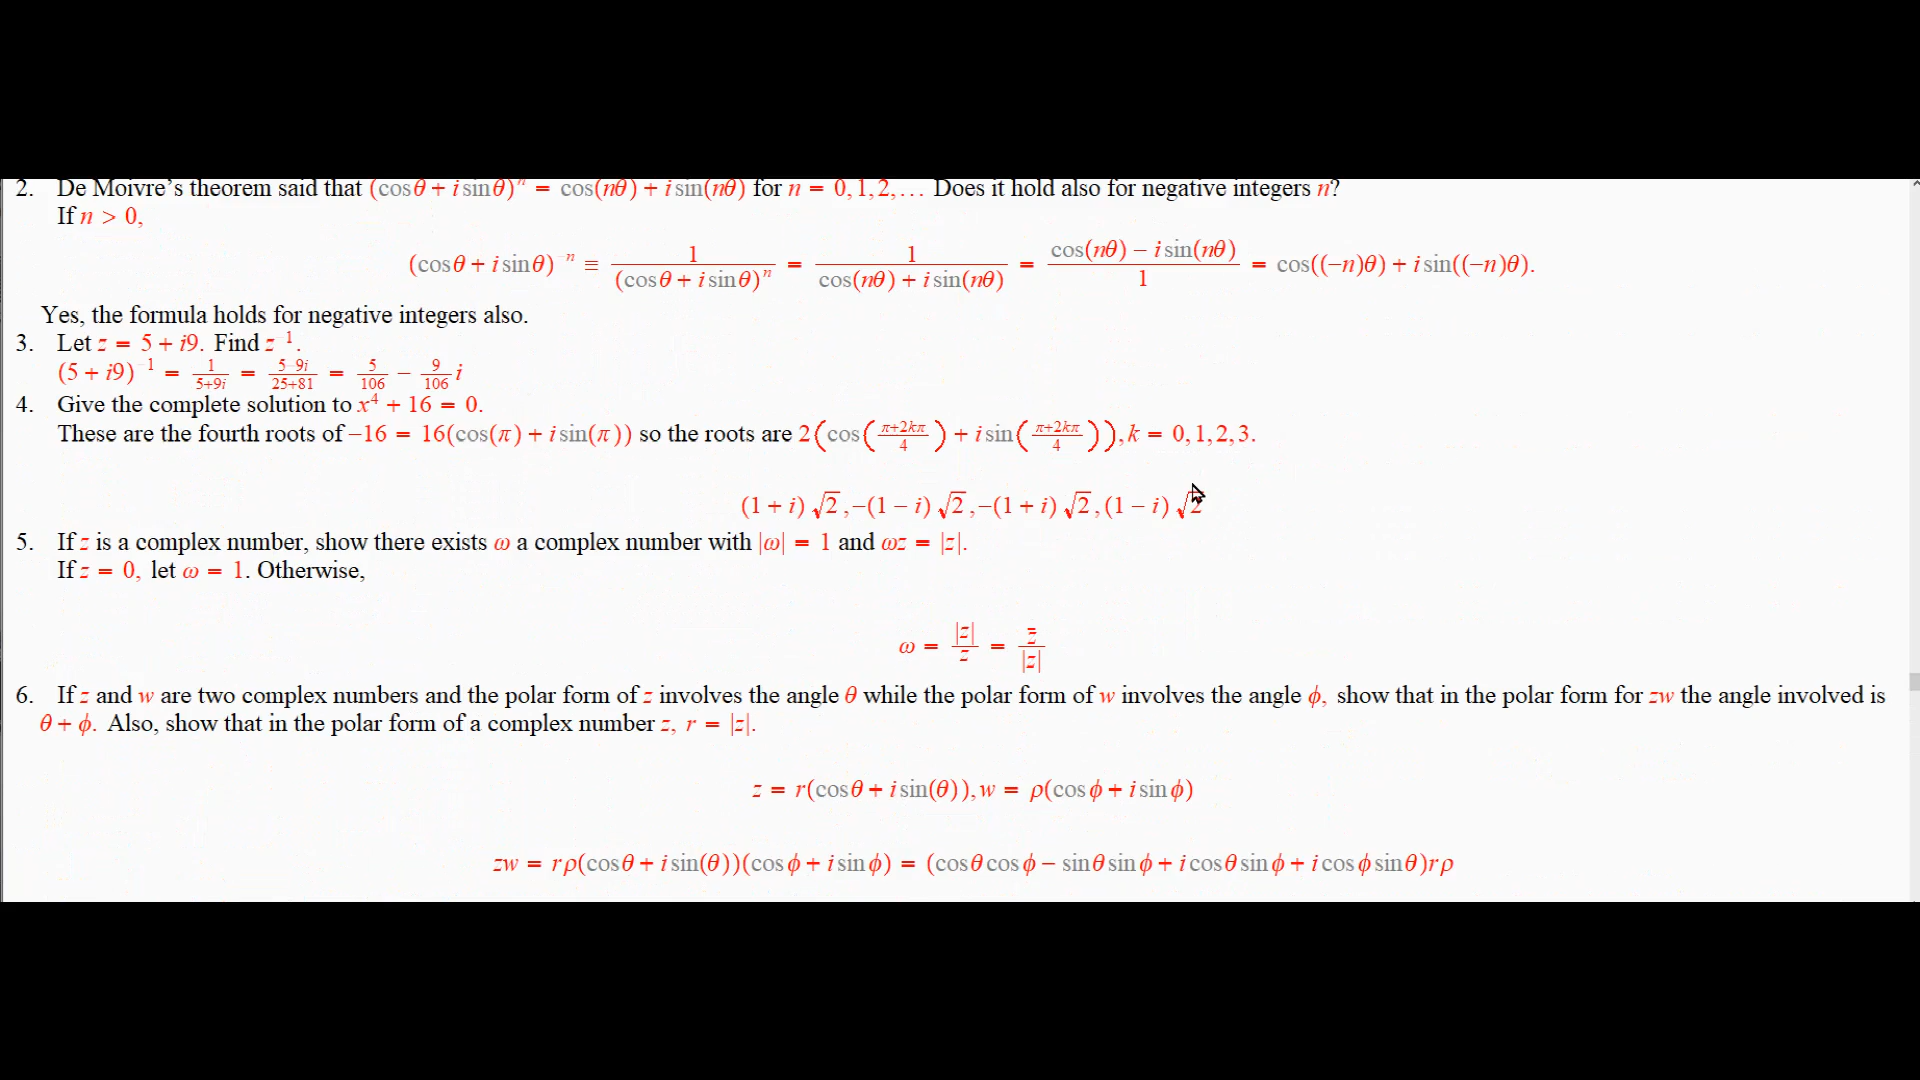 2. De Moivre's theorem said that (cosθ + i sinθ)ⁿ = cos(nθ) + i sin(nθ) for n = 0,1,2,… Does it hold also for negative integers n?
If n > 0,
(cosθ + i sinθ)⁻ⁿ ≡ 1/(cosθ + i sinθ)ⁿ = 1/(cos(nθ) + i sin(nθ)) = (cos(nθ) − i sin(nθ))/1 = cos((−n)θ) + i sin((−n)θ).
Yes, the formula holds for negative integers also.
3. Let z = 5 + i9. Find z⁻¹.
(5 + i9)⁻¹ = 1/(5+9i) = (5−9i)/(25+81) = 5/106 − 9/106 i
4. Give the complete solution to x⁴ + 16 = 0.
These are the fourth roots of −16 = 16(cos(π) + i sin(π)) so the roots are 2(cos((π+2kπ)/4) + i sin((π+2kπ)/4)), k = 0,1,2,3.
(1 + i)√2, −(1 − i)√2, −(1 + i)√2, (1 − i)√2
5. If z is a complex number, show there exists ω a complex number with |ω| = 1 and ωz = |z|.
If z = 0, let ω = 1. Otherwise,
ω = |z|/z = z̄/|z|
6. If z and w are two complex numbers and the polar form of z involves the angle θ while the polar form of w involves the angle ϕ, show that in the polar form for zw the angle involved is
θ + ϕ. Also, show that in the polar form of a complex number z, r = |z|.
z = r(cosθ + i sin(θ)), w = ρ(cosϕ + i sinϕ)
zw = rρ(cosθ + i sin(θ))(cosϕ + i sinϕ) = (cosθcosϕ − sinθsinϕ + i cosθsinϕ + i cosϕsinθ)rρ